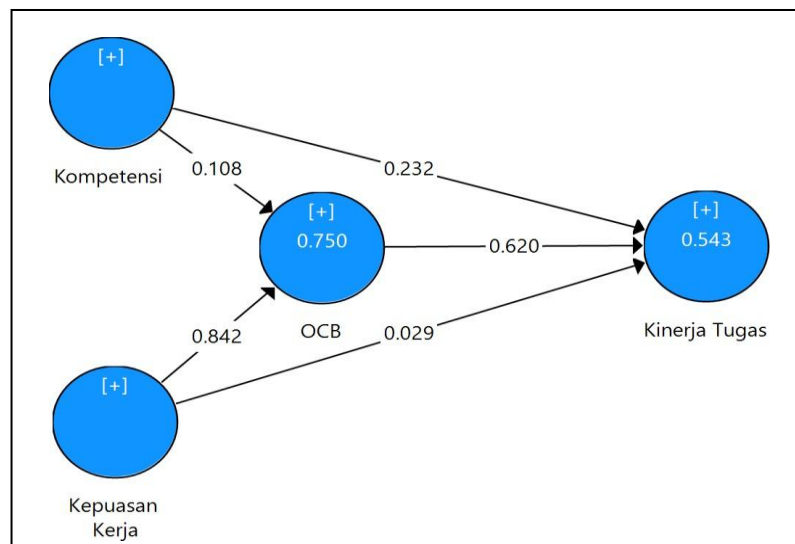 [+]
Kompetensi
0.108
0.232
[+]
0.750
OCB
0.620
[+]
0.543
Kinerja Tugas
0.842
0.029
[+]
Kepuasan
Kerja